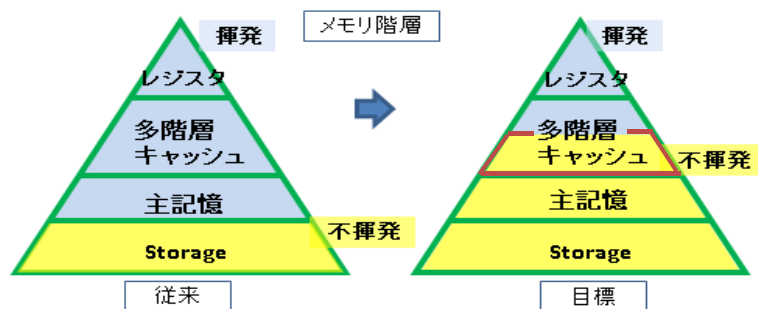 メモリ階層
揮発
レジスタ
多階層
キャッシュ
主記憶
不揮発
Storage
従来
揮発
レジスタ
多階層
キャッシュ
不揮発
主記憶
Storage
目標